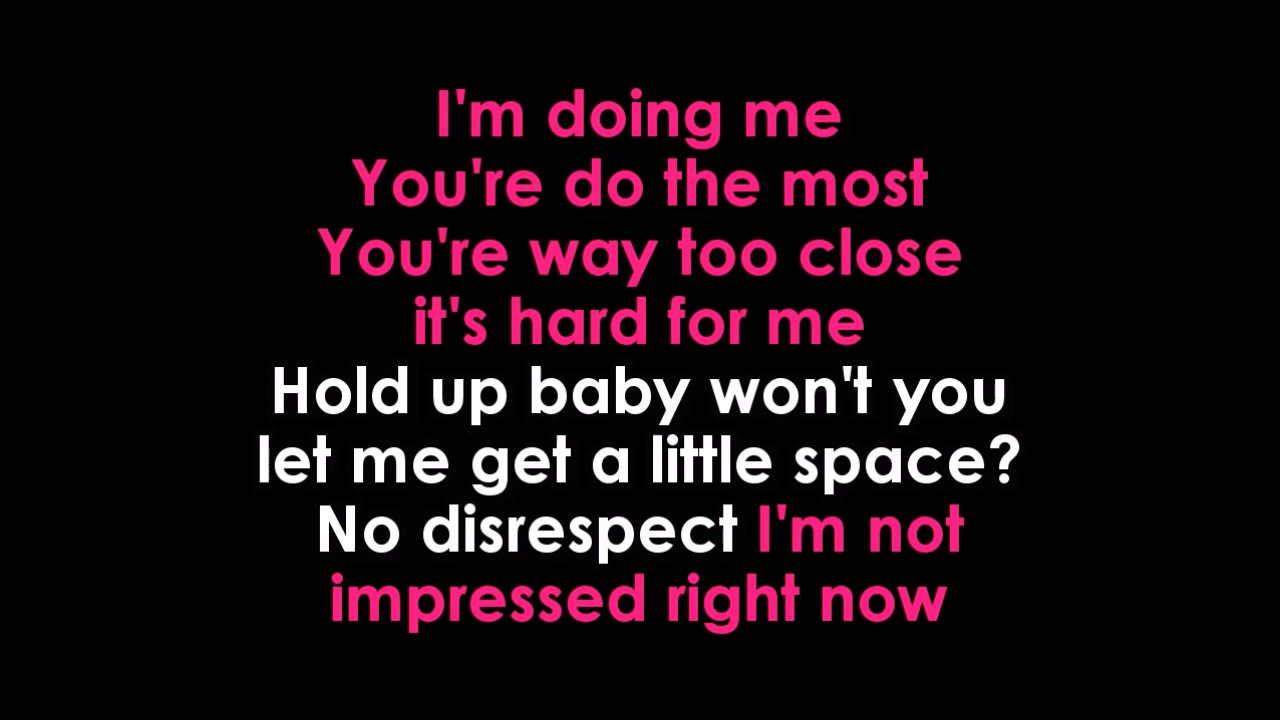 I'm doing me
You're do the most
You're way too close
it's hard for me
Hold up baby won't you
let me get a little space?
No disrespect I'm not
impressed right now